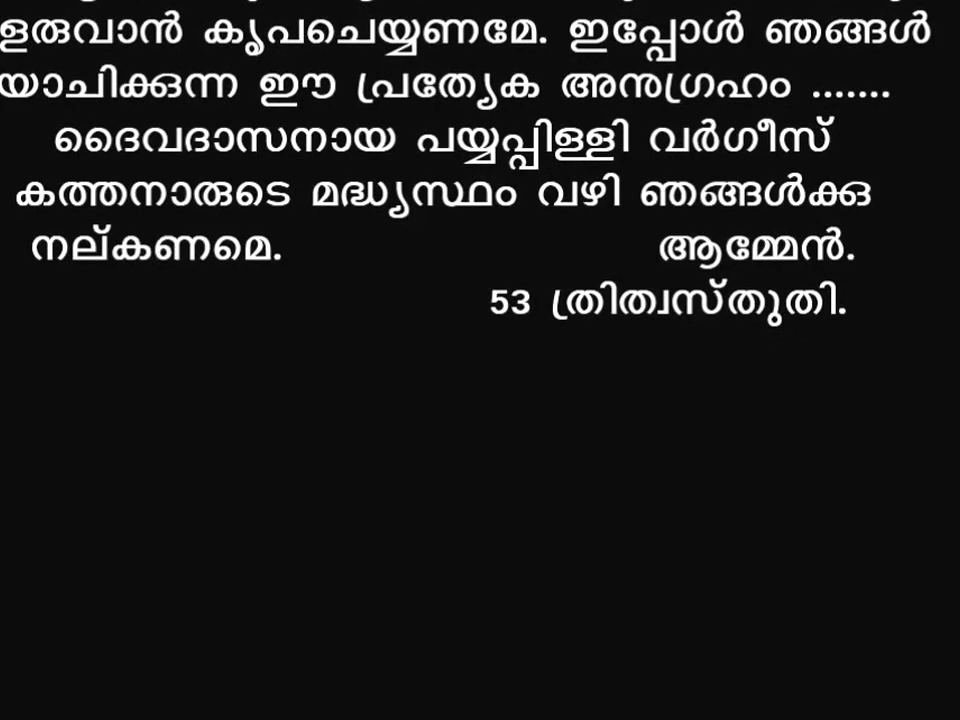 ളരുവാൻ കൃപചെയ്യണമേ. ഇപ്പോൾ ഞങ്ങൾ
യാചിക്കുന്ന ഈ പ്രത്യേക അനുഗ്രഹം .......
ദൈവദാസനായ പയ്യപ്പിള്ളി വർഗീസ്
കത്തനാരുടെ മദ്ധ്യസ്ഥം വഴി ഞങ്ങൾക്കു
നല്കണമെ. ആമ്മേൻ.
53 ത്രിത്വസ്തുതി.